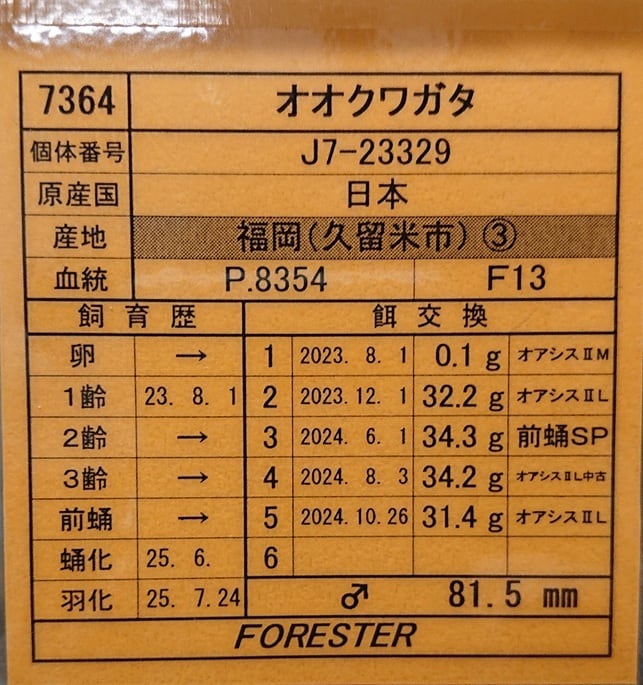 7364 オオクワガタ
個体番号 J7-23329
原産国 日本
産地 福岡(久留米市) ③
血統 P.8354 F13
飼育歴 餌交換
卵 → 1 2023. 8. 1 0.1 g オアシスⅡM
1齢 23. 8. 1 2 2023. 12. 1 32.2 g オアシスⅡL
2齢 → 3 2024. 6. 1 34.3 g 前蛹SP
3齢 → 4 2024. 8. 3 34.2 g オアシスⅡL中古
前蛹 → 5 2024. 10. 26 31.4 g オアシスⅡL
蛹化 25. 6. 6
羽化 25. 7. 24 ♂ 81.5 mm
FORESTER